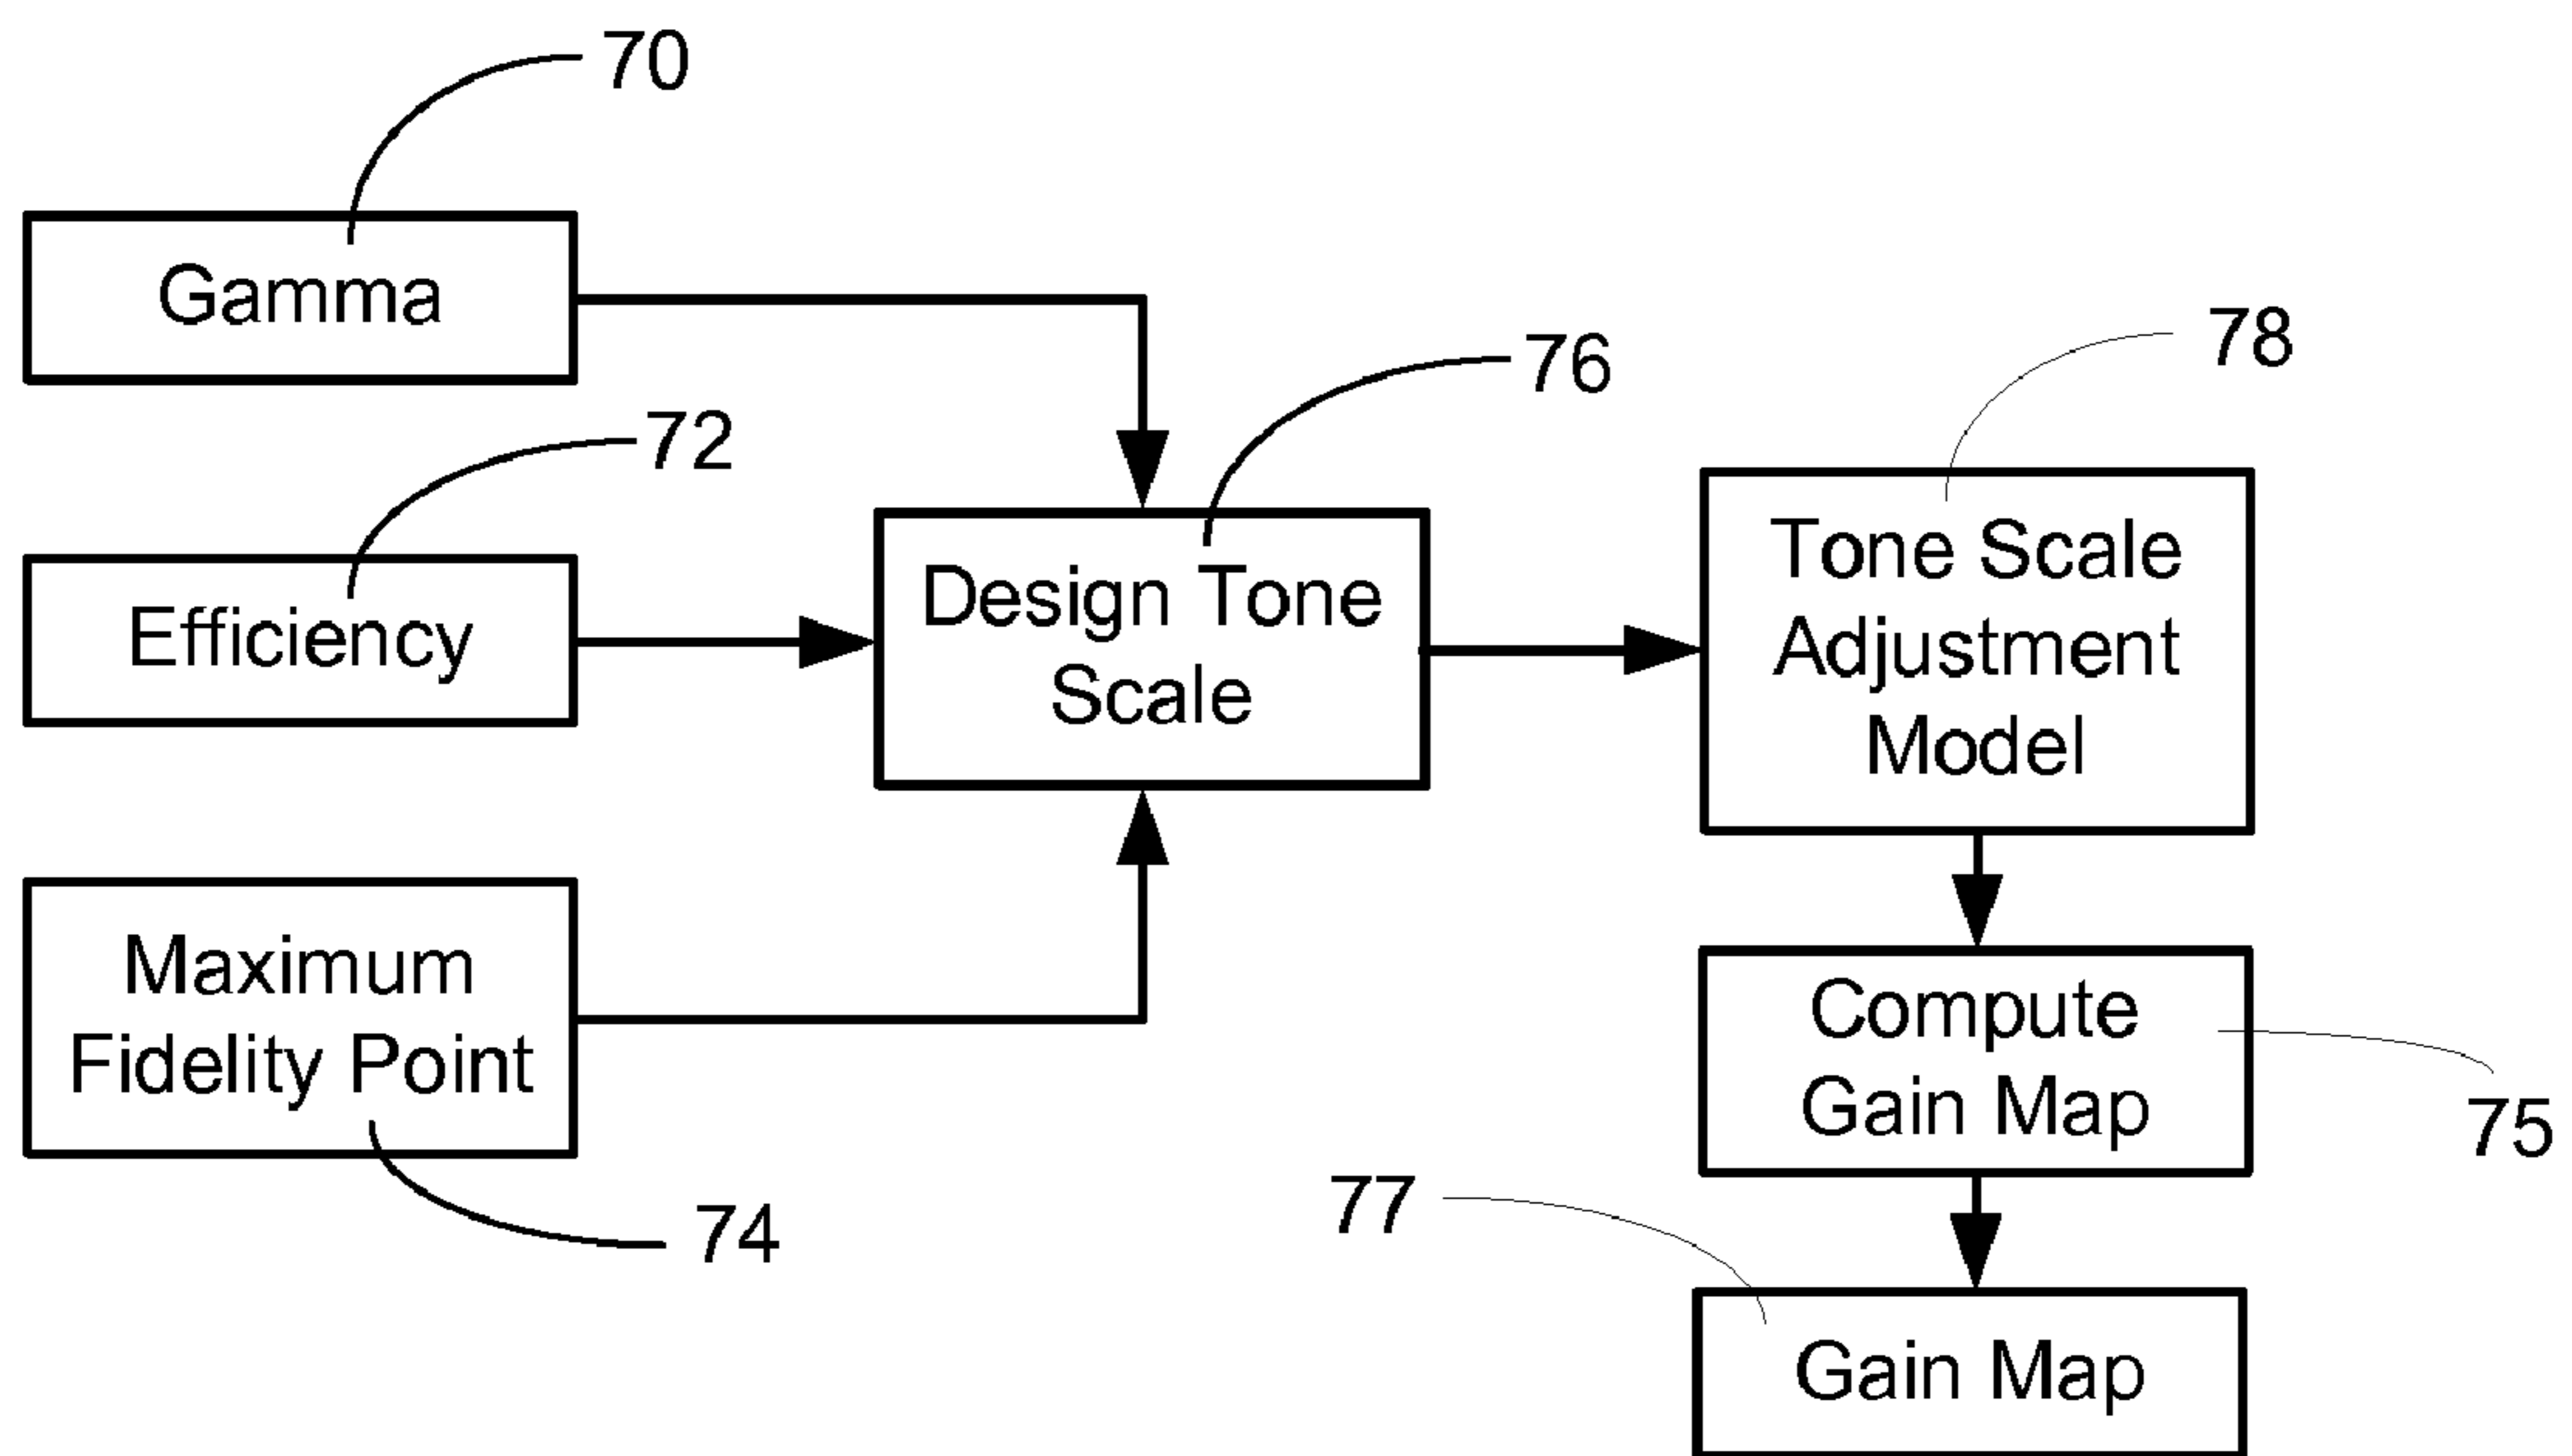 70
Gamma
72
Efficiency
Maximum
Fidelity Point
74
76
Design Tone
Scale
78
Tone Scale
Adjustment
Model
Compute
Gain Map
75
77
Gain Map